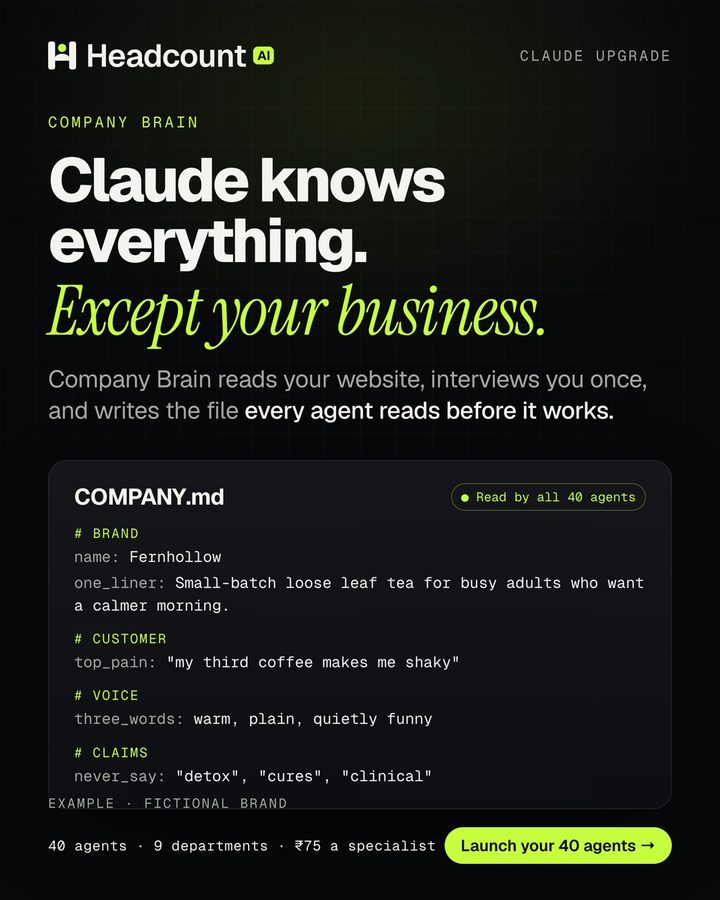 Headcount AI
CLAUDE UPGRADE
COMPANY BRAIN
Claude knows
everything.
Except your business.
Company Brain reads your website, interviews you once,
and writes the file every agent reads before it works.
COMPANY.md
● Read by all 40 agents
# BRAND
name: Fernhollow
one_liner: Small-batch loose leaf tea for busy adults who want
a calmer morning.
# CUSTOMER
top_pain: "my third coffee makes me shaky"
# VOICE
three_words: warm, plain, quietly funny
# CLAIMS
never_say: "detox", "cures", "clinical"
EXAMPLE · FICTIONAL BRAND
40 agents · 9 departments · ₹75 a specialist
Launch your 40 agents →